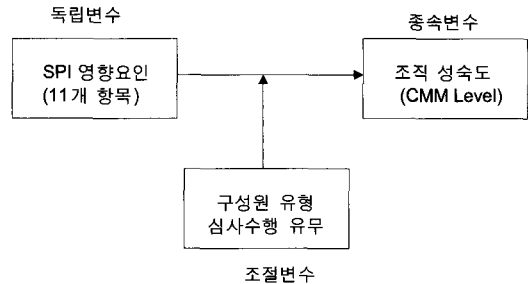 독립변수
종속변수
SPI 영향요인
(11개 항목)
조직 성숙도
(CMM Level)
구성원 유형
심사수행 유무
조절변수